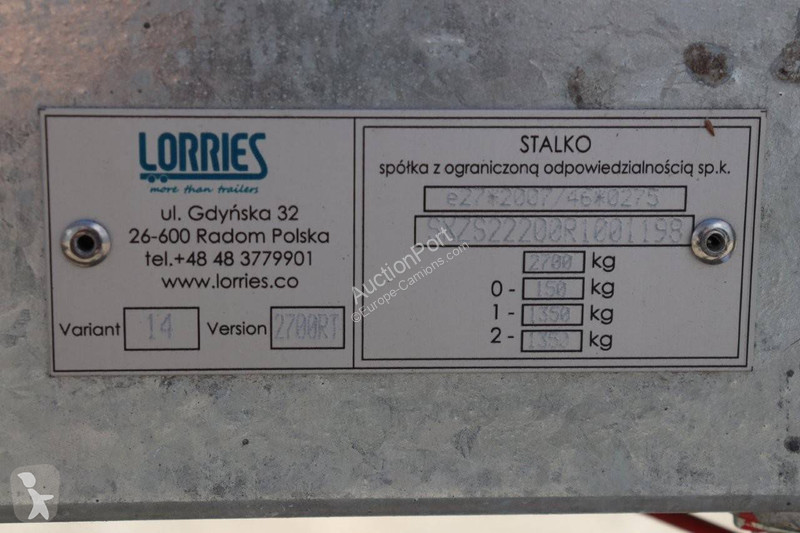 LORRIES
more than trailers
ul. Gdyńska 32
26-600 Radom Polska
tel.+48 48 3779901
www.lorries.co
Variant 14 Version 2700RT
STALKO
spółka z ograniczoną odpowiedzialnością sp.k.
e27*2007/46*0275
2700 kg
0 - 150 kg
1 - 1350 kg
2 - 1350 kg
AuctionPort
©Europe-Camions.com